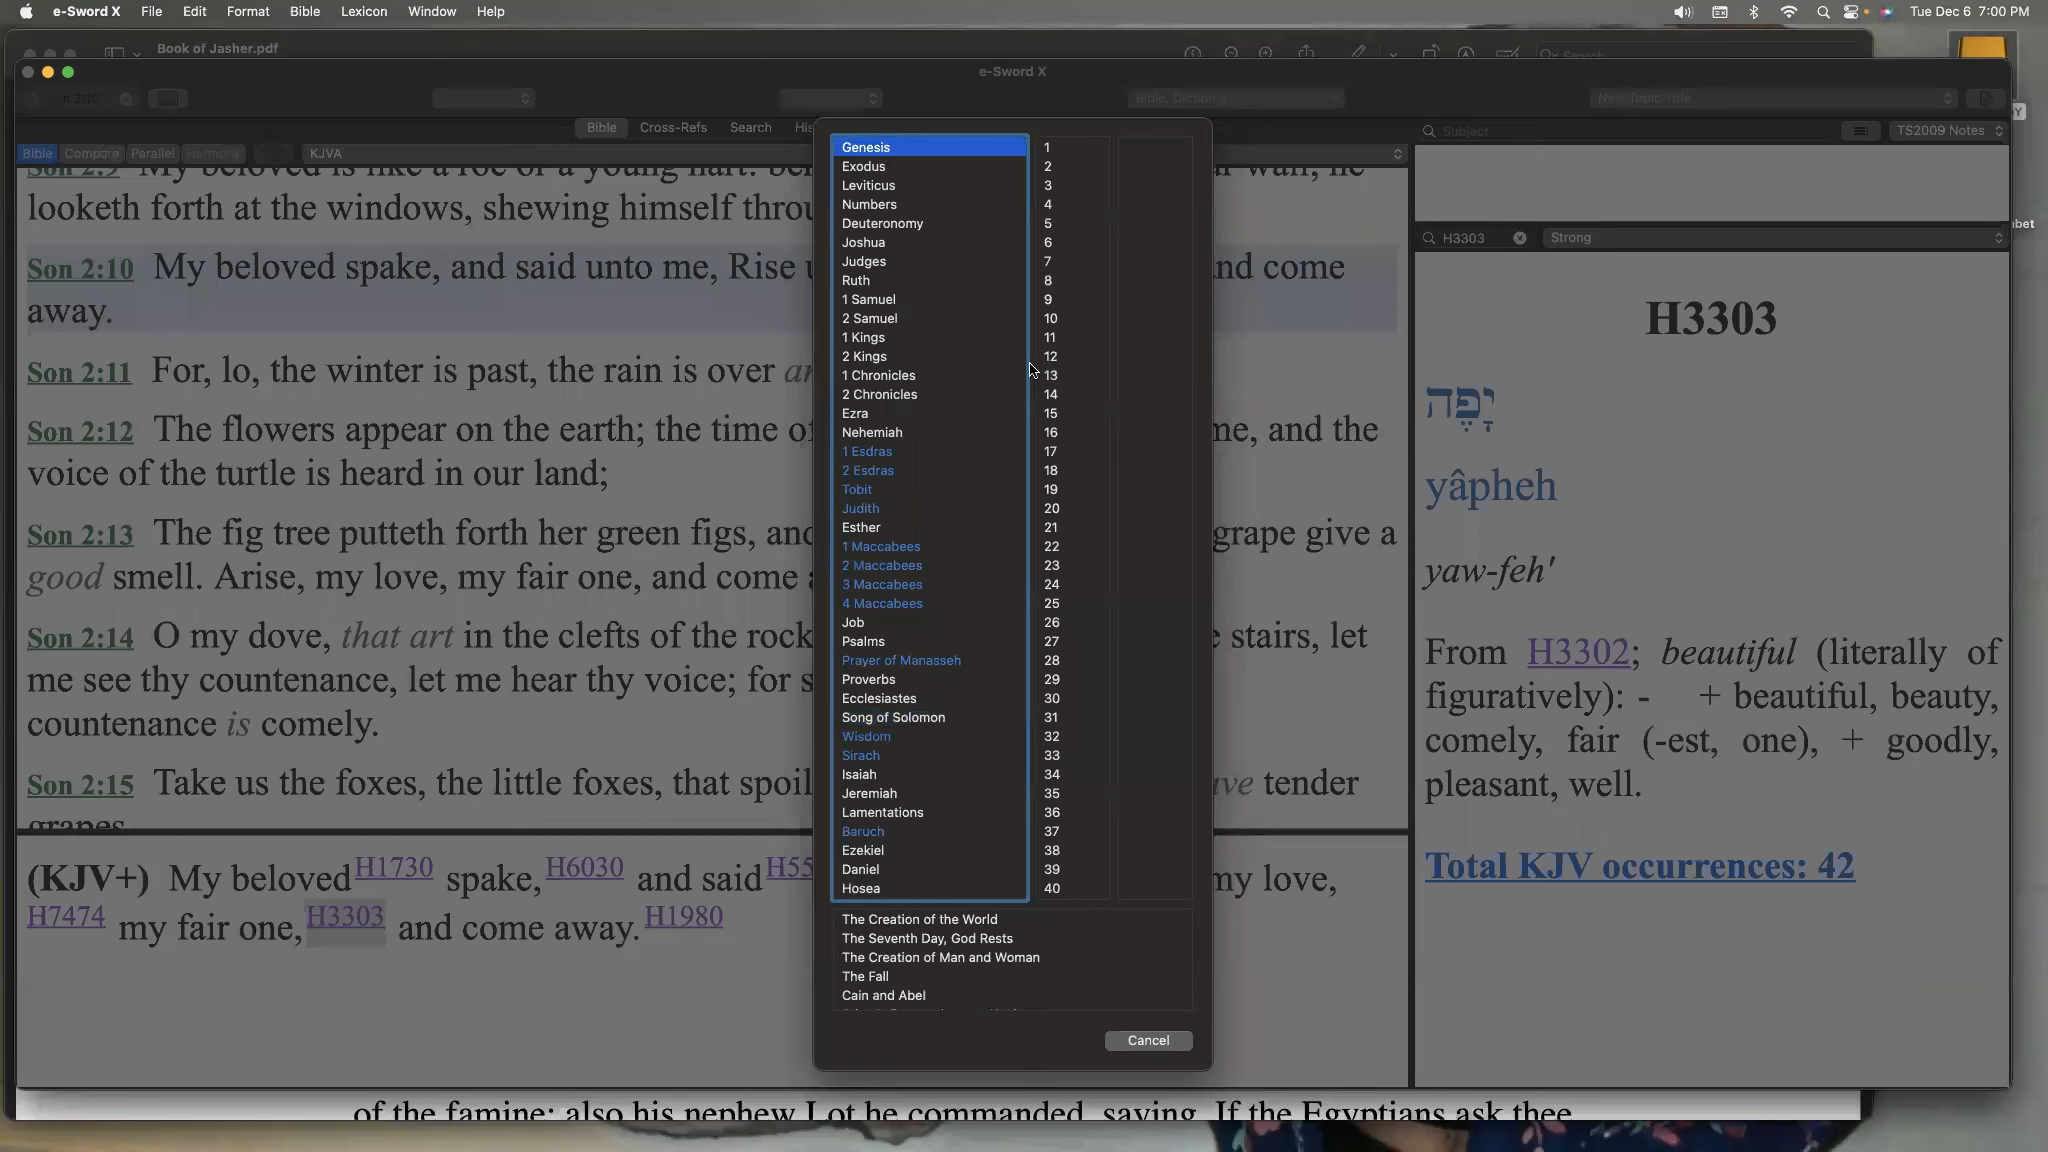 e-Sword X File Edit Format Bible Lexicon Window Help Tue Dec 6 7:00 PM
Book of Jasher.pdf Search
e-Sword X
Bible, Dictionary New Topic Title
Bible Cross-Refs Search His Subject TS2009 Notes
Bible Compare Parallel Harmony KJVA
looketh forth at the windows, shewing himself throu
Son 2:10 My beloved spake, and said unto me, Rise u nd come
away.
Son 2:11 For, lo, the winter is past, the rain is over
Son 2:12 The flowers appear on the earth; the time of me, and the
voice of the turtle is heard in our land;
Son 2:13 The fig tree putteth forth her green figs, and grape give a
good smell. Arise, my love, my fair one, and come
Son 2:14 O my dove, that art in the clefts of the rock stairs, let
me see thy countenance, let me hear thy voice; for s
countenance is comely.
Son 2:15 Take us the foxes, the little foxes, that spoil ve tender
grapes
(KJV+) My beloved H1730 spake, H6030 and said H55 my love,
H7474 my fair one, H3303 and come away. H1980
Genesis 1
Exodus 2
Leviticus 3
Numbers 4
Deuteronomy 5
Joshua 6
Judges 7
Ruth 8
1 Samuel 9
2 Samuel 10
1 Kings 11
2 Kings 12
1 Chronicles 13
2 Chronicles 14
Ezra 15
Nehemiah 16
1 Esdras 17
2 Esdras 18
Tobit 19
Judith 20
Esther 21
1 Maccabees 22
2 Maccabees 23
3 Maccabees 24
4 Maccabees 25
Job 26
Psalms 27
Prayer of Manasseh 28
Proverbs 29
Ecclesiastes 30
Song of Solomon 31
Wisdom 32
Sirach 33
Isaiah 34
Jeremiah 35
Lamentations 36
Baruch 37
Ezekiel 38
Daniel 39
Hosea 40
The Creation of the World
The Seventh Day, God Rests
The Creation of Man and Woman
The Fall
Cain and Abel
Cancel
H3303 Strong
H3303
יָפֶה
yâpheh
yaw-feh'
From H3302; beautiful (literally of
figuratively): - + beautiful, beauty,
comely, fair (-est, one), + goodly,
pleasant, well.
Total KJV occurrences: 42
of the famine: also his nephew Lot he commanded, saying, If the Egyptians ask thee